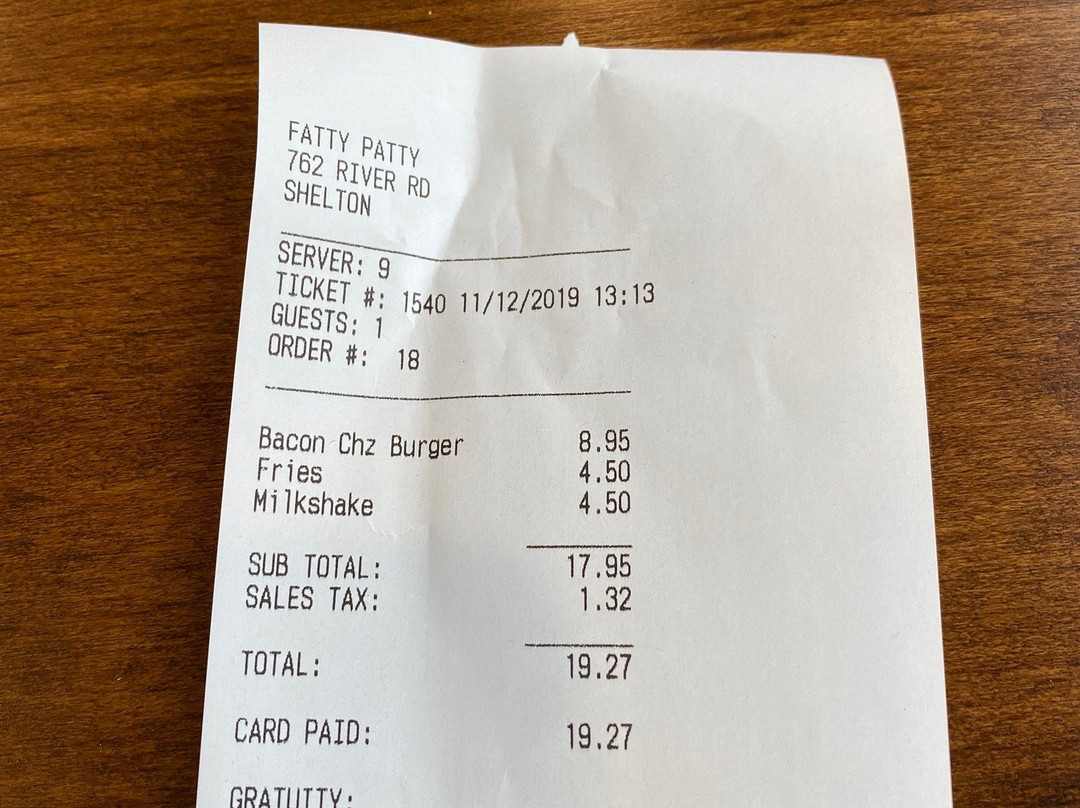 FATTY PATTY
762 RIVER RD
SHELTON
SERVER: 9
TICKET #: 1540 11/12/2019 13:13
GUESTS: 1
ORDER #: 18
Bacon Chz Burger 8.95
Fries 4.50
Milkshake 4.50
SUB TOTAL: 17.95
SALES TAX: 1.32
TOTAL: 19.27
CARD PAID: 19.27
GRATUITY: